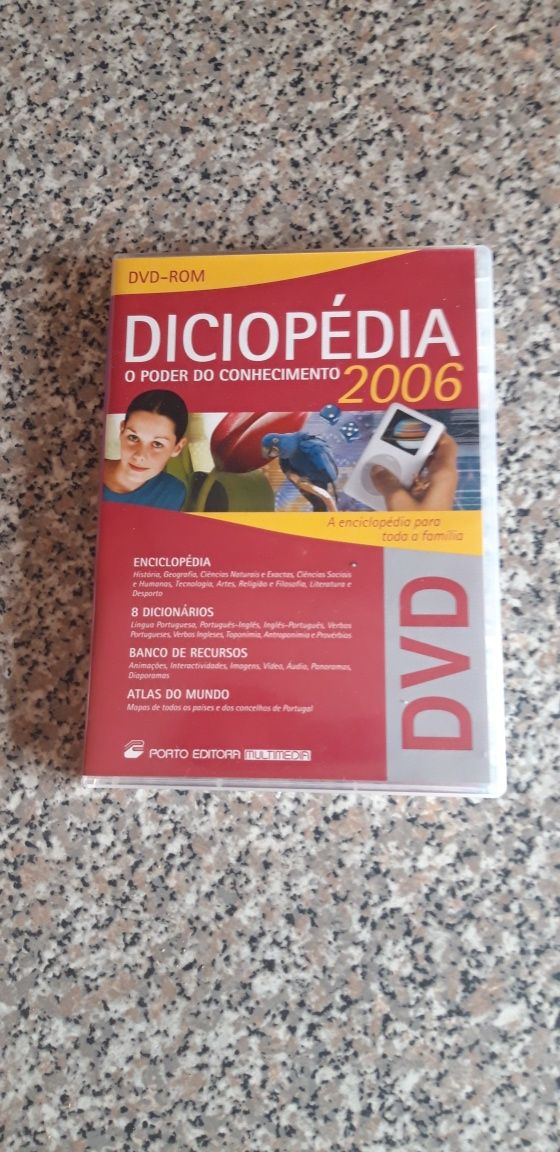 DVD-ROM
DICIOPÉDIA
O PODER DO CONHECIMENTO 2006
A enciclopédia para
toda a família
ENCICLOPÉDIA
História, Geografia, Ciências Naturais e Exactas, Ciências Sociais
e Humanas, Tecnologia, Artes, Religião e Filosofia, Literatura e
Desporto
8 DICIONÁRIOS
Língua Portuguesa, Português-Inglês, Inglês-Português, Verbos
Portugueses, Verbos Ingleses, Toponímia, Antroponímia e Provérbios
BANCO DE RECURSOS
Animações, Interactividades, Imagens, Vídeo, Áudio, Panoramas,
Diaporamas
ATLAS DO MUNDO
Mapas de todos os países e dos concelhos de Portugal
DVD
PORTO EDITORA MULTIMEDIA